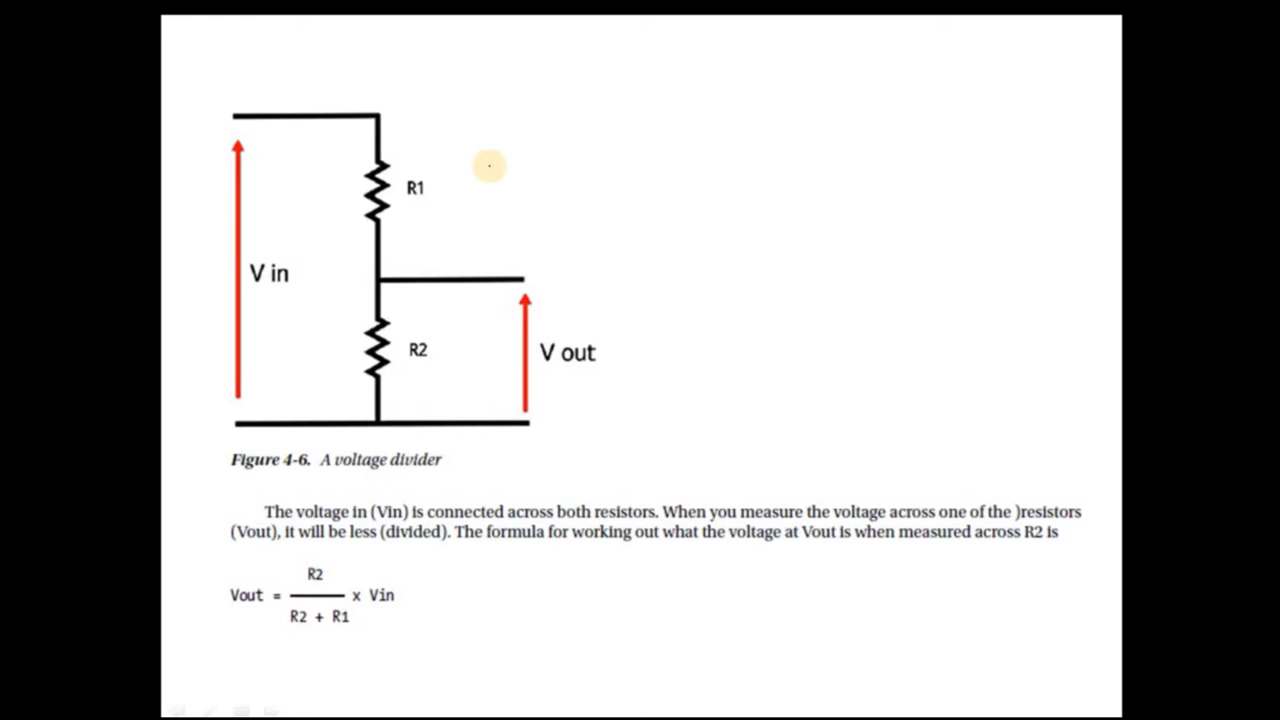 R1
V in
R2
V out
Figure 4-6. A voltage divider
The voltage in (Vin) is connected across both resistors. When you measure the voltage across one of the )resistors
(Vout), it will be less (divided). The formula for working out what the voltage at Vout is when measured across R2 is
R2
Vout = x Vin
R2 + R1